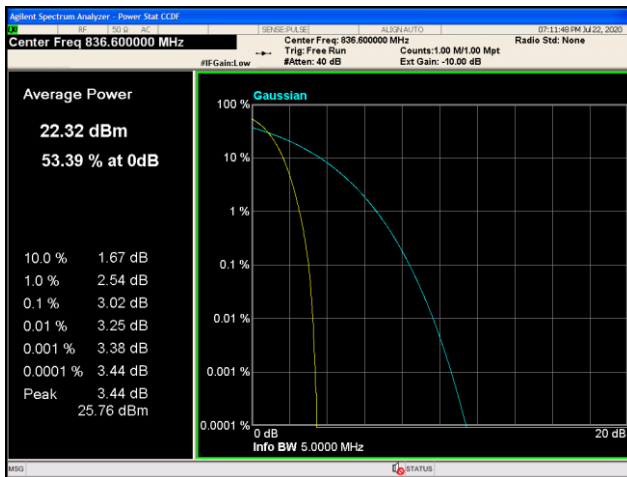 Agilent Spectrum Analyzer - Power Stat CCDF
RF 50 Ω AC SENSE:PULSE ALIGN AUTO 07:11:48 PM Jul 22, 2020
Center Freq 836.600000 MHz
Center Freq: 836.600000 MHz Radio Std: None
Trig: Free Run Counts:1.00 M/1.00 Mpt
#IFGain:Low #Atten: 40 dB Ext Gain: -10.00 dB
Average Power
22.32 dBm
53.39 % at 0dB
10.0 % 1.67 dB
1.0 % 2.54 dB
0.1 % 3.02 dB
0.01 % 3.25 dB
0.001 % 3.38 dB
0.0001 % 3.44 dB
Peak 3.44 dB
25.76 dBm
Gaussian
100 %
10 %
1 %
0.1 %
0.01 %
0.001 %
0.0001 %
0 dB 20 dB
Info BW 5.0000 MHz
MSG STATUS